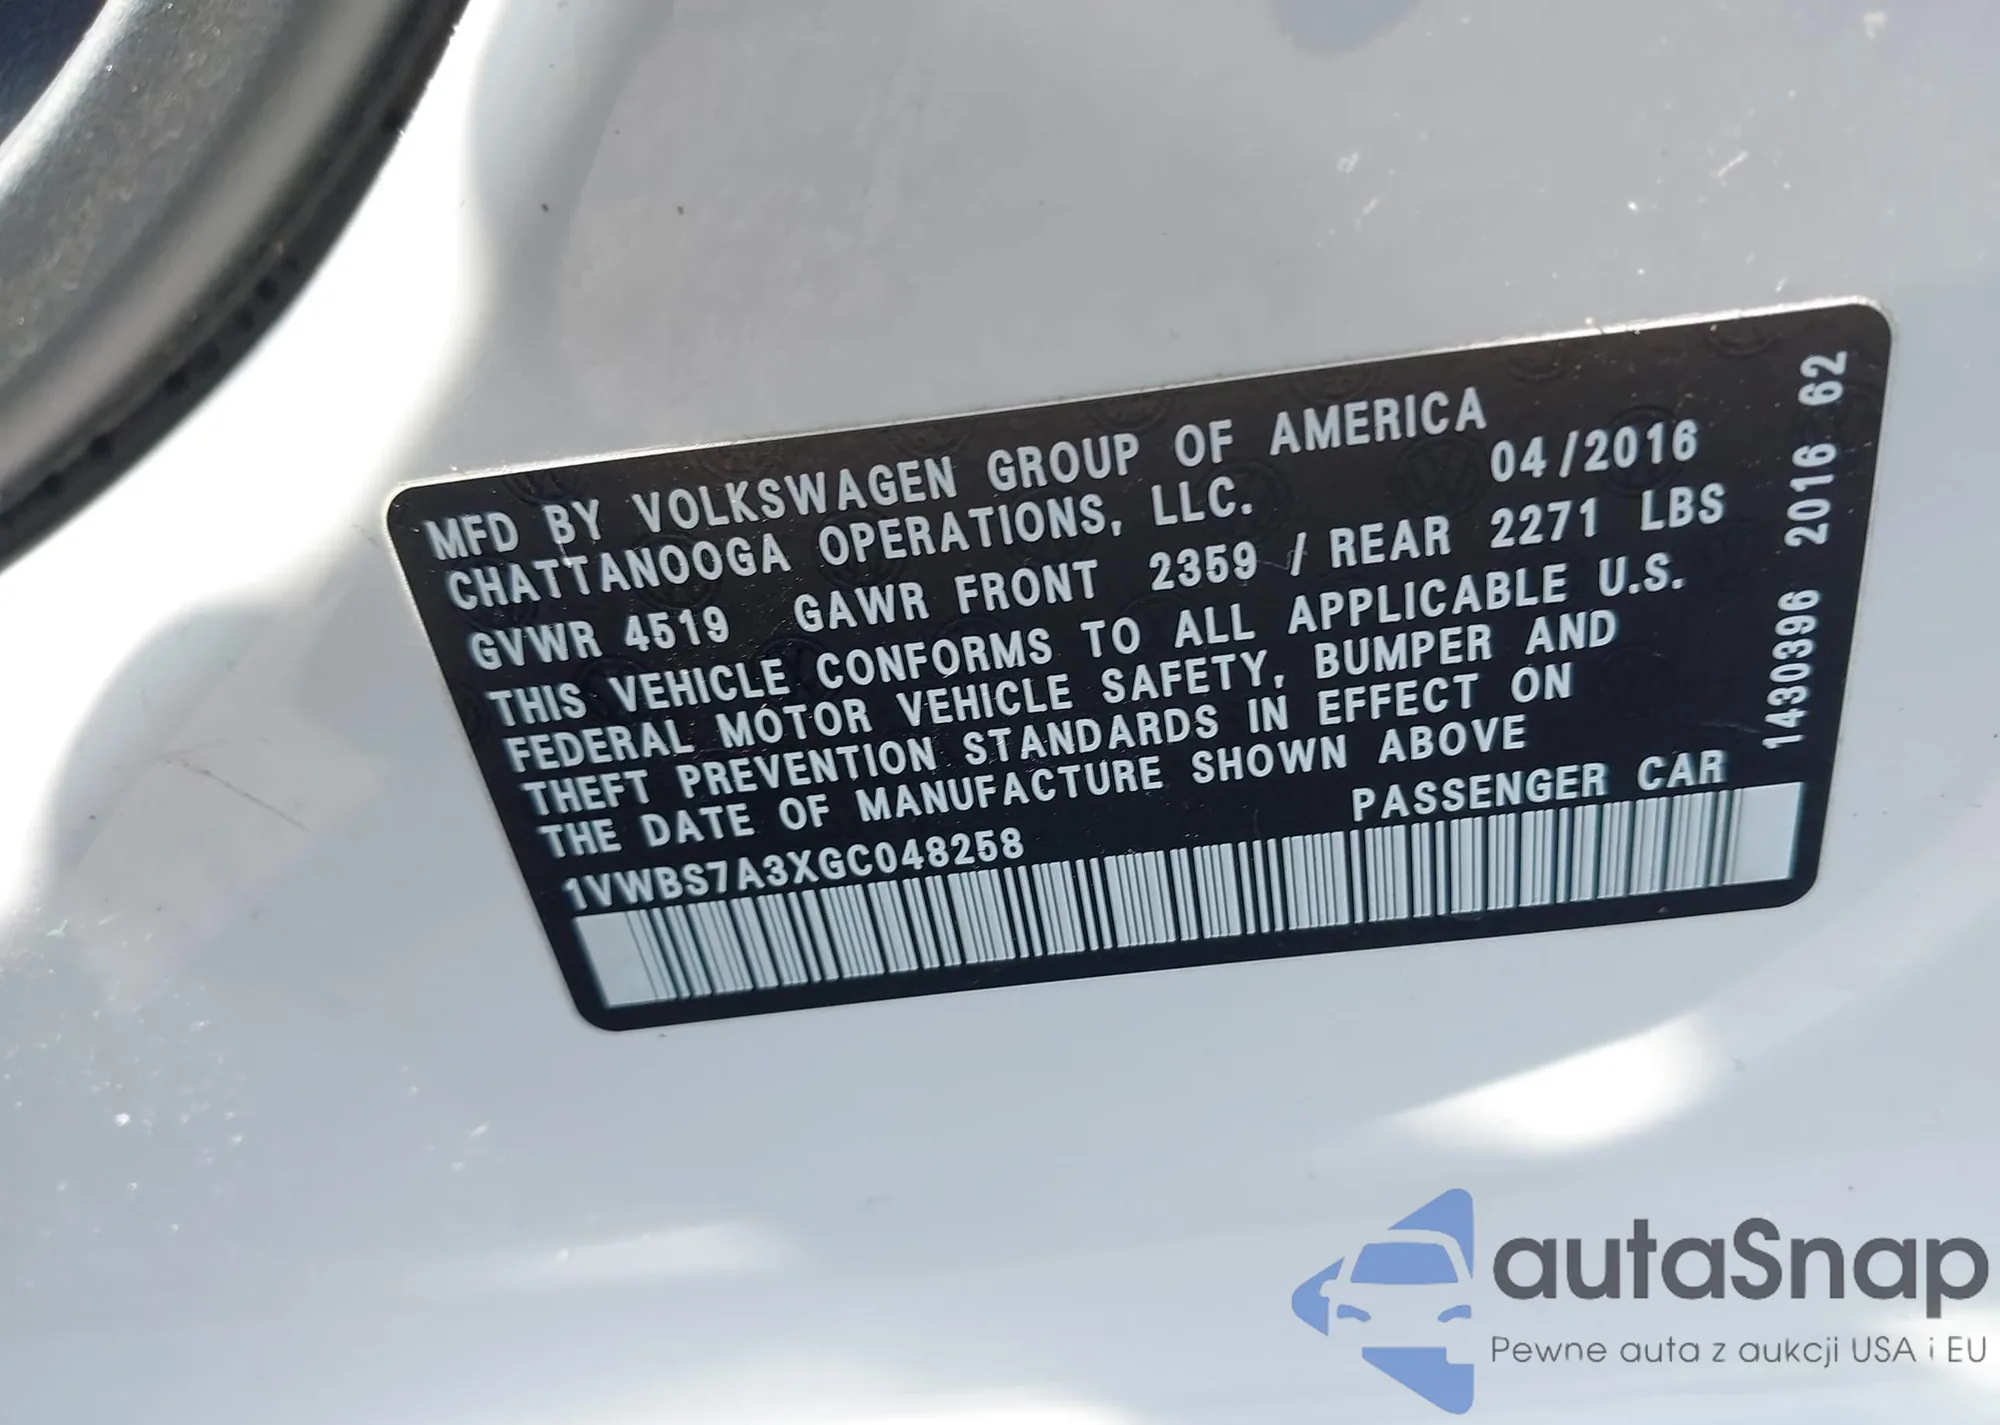 MFD BY VOLKSWAGEN GROUP OF AMERICA
CHATTANOOGA OPERATIONS, LLC. 04/2016
GVWR 4519 GAWR FRONT 2359 / REAR 2271 LBS
THIS VEHICLE CONFORMS TO ALL APPLICABLE U.S.
FEDERAL MOTOR VEHICLE SAFETY, BUMPER AND
THEFT PREVENTION STANDARDS IN EFFECT ON
THE DATE OF MANUFACTURE SHOWN ABOVE
1VWBS7A3XGC048258 PASSENGER CAR
1430396 2016 62
autaSnap
Pewne auta z aukcji USA i EU